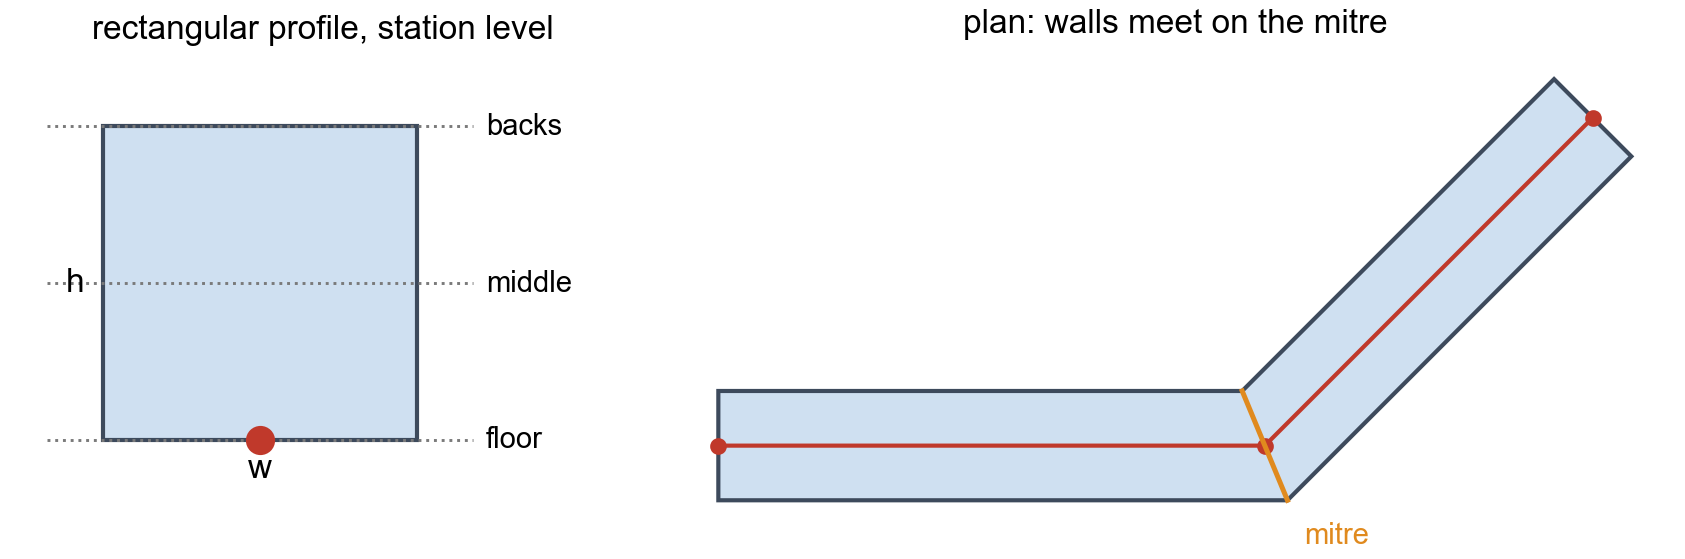 rectangular profile, station level
backs
h
middle
floor
w
plan: walls meet on the mitre
mitre